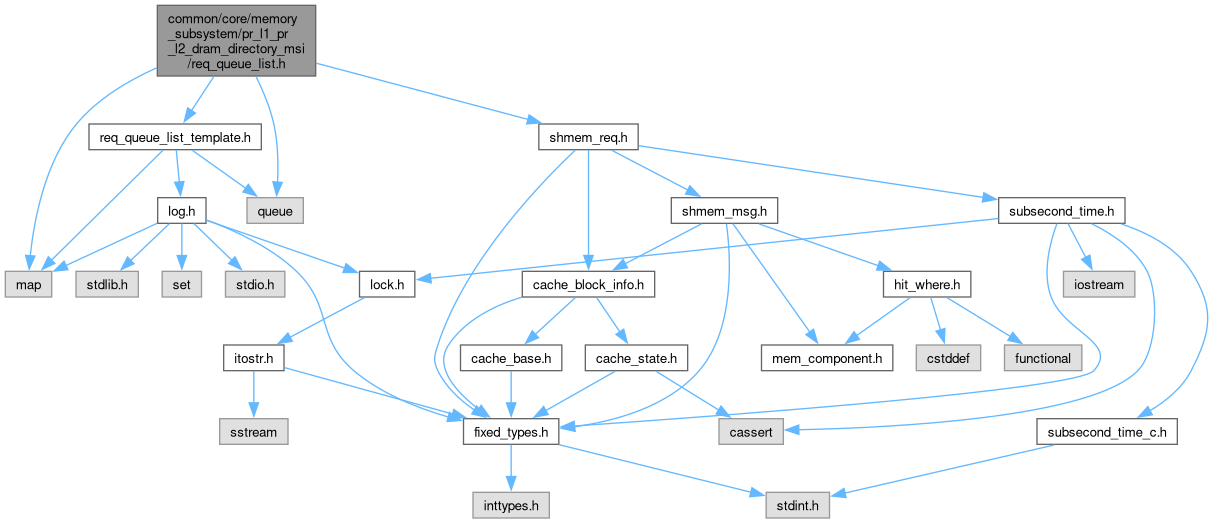 common/core/memory
_subsystem/pr_l1_pr
_l2_dram_directory_msi
/req_queue_list.h
req_queue_list_template.h
shmem_req.h
log.h
queue
shmem_msg.h
subsecond_time.h
map
stdlib.h
set
stdio.h
lock.h
cache_block_info.h
hit_where.h
iostream
itostr.h
cache_base.h
cache_state.h
mem_component.h
cstddef
functional
sstream
fixed_types.h
cassert
subsecond_time_c.h
inttypes.h
stdint.h